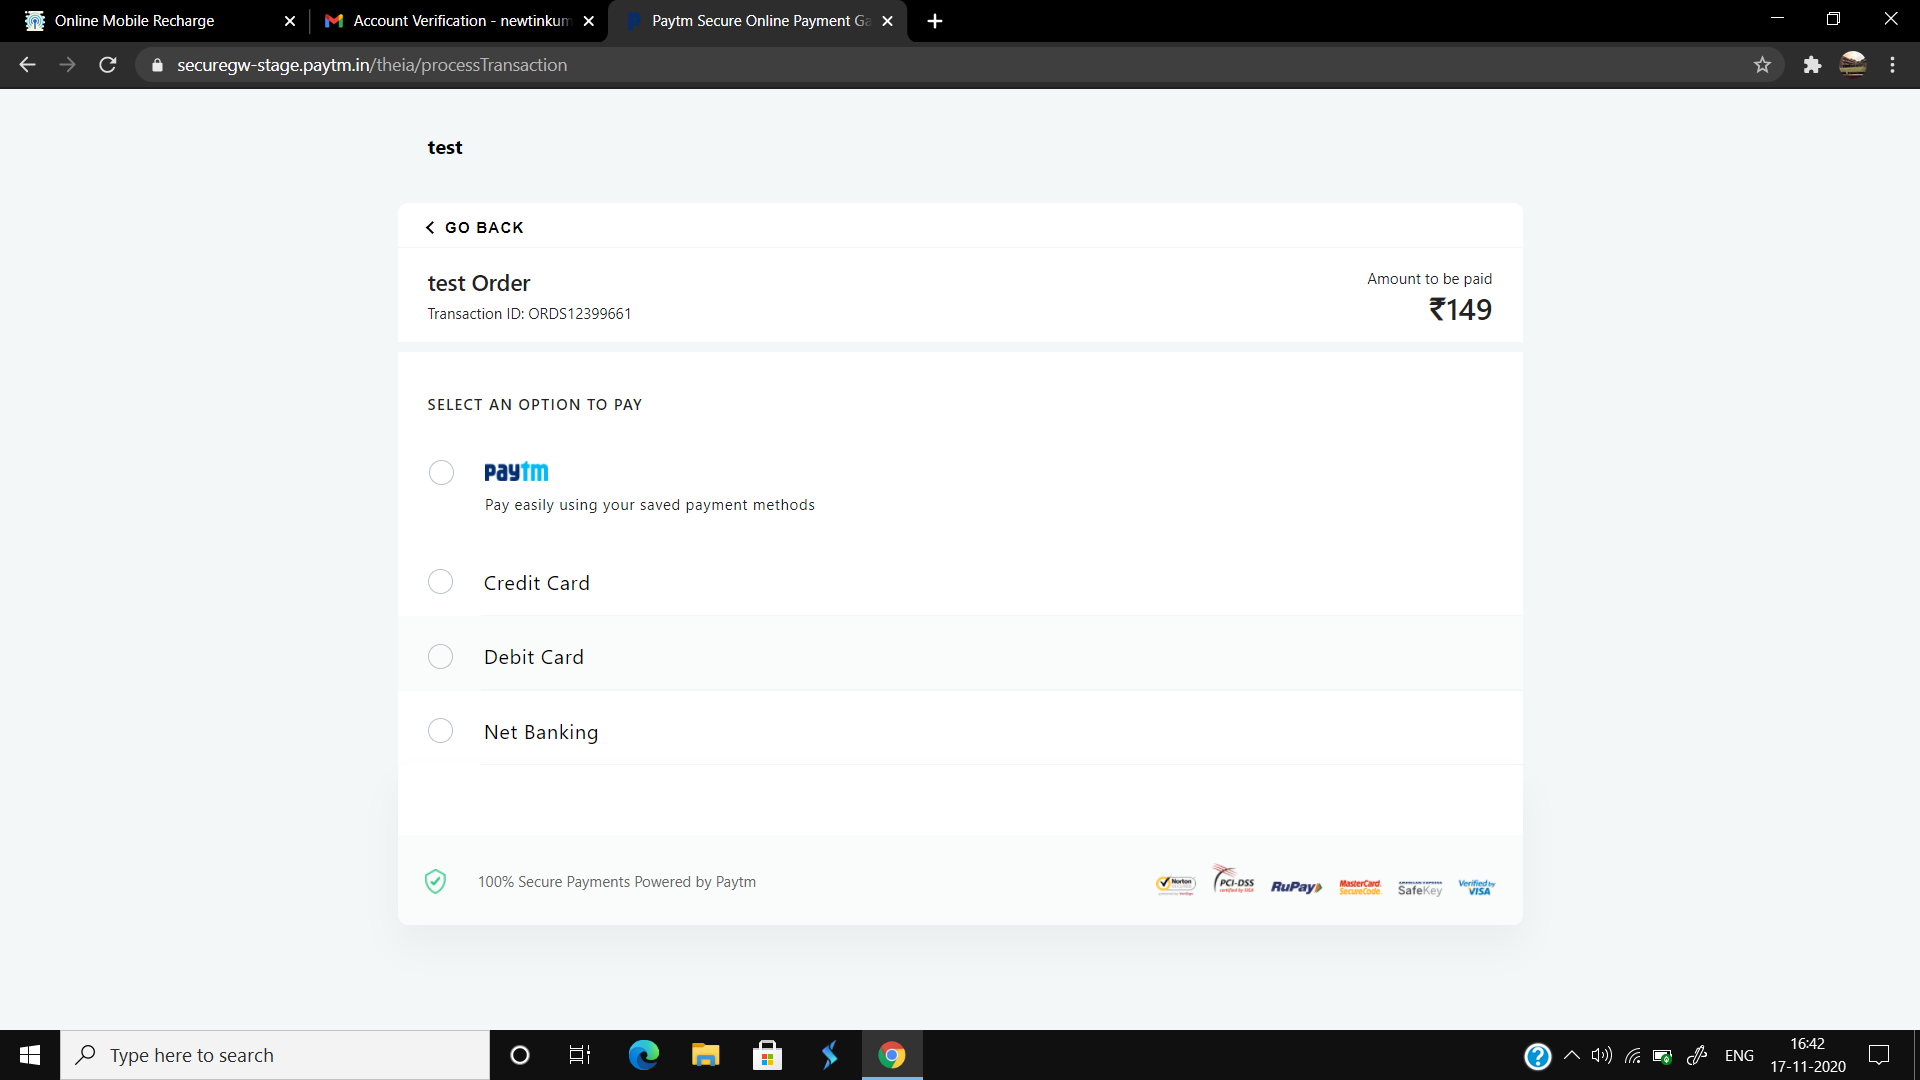 Online Mobile Recharge
Account Verification - newtinkum
Paytm Secure Online Payment Ga
securegw-stage.paytm.in/theia/processTransaction
test
GO BACK
test Order
Transaction ID: ORDS12399661
Amount to be paid
₹149
SELECT AN OPTION TO PAY
paytm
Pay easily using your saved payment methods
Credit Card
Debit Card
Net Banking
100% Secure Payments Powered by Paytm
Norton
PCI-DSS
RuPay
MasterCard.
SecureCode.
AMERICAN EXPRESS
SafeKey
Verified by
VISA
Type here to search
ENG
16:42
17-11-2020